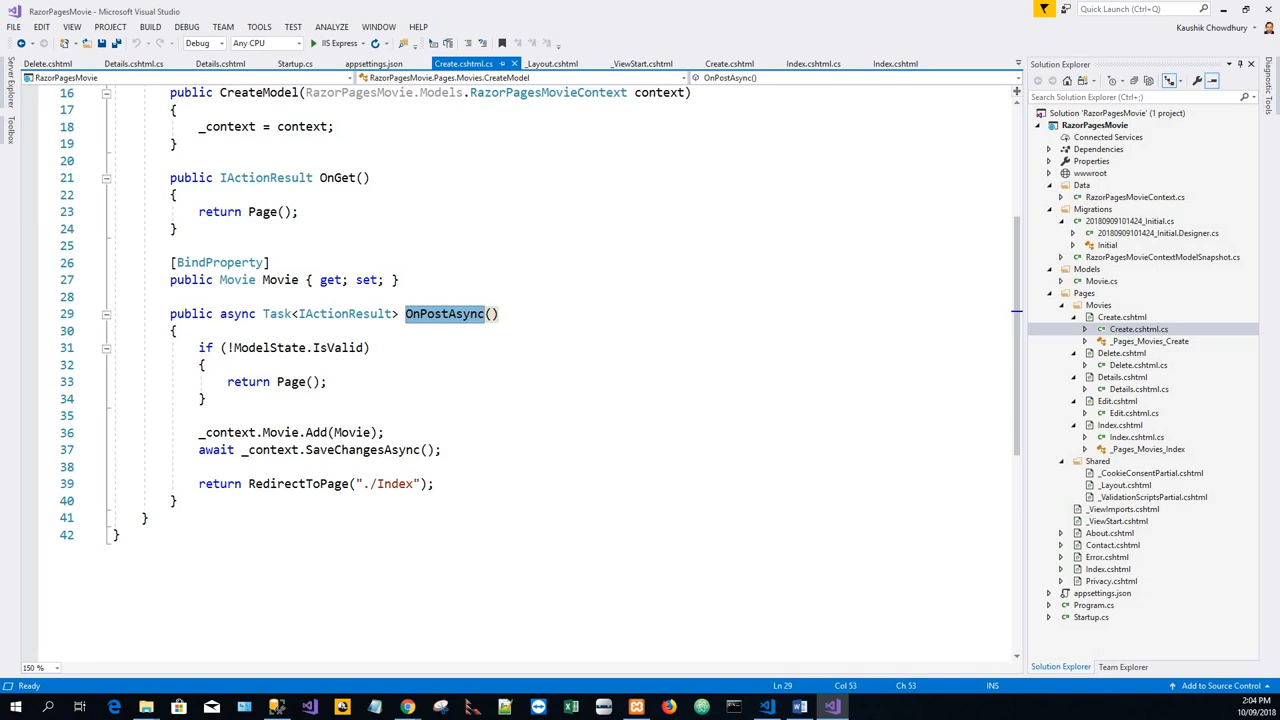 RazorPagesMovie - Microsoft Visual Studio
Quick Launch (Ctrl+Q)
FILE EDIT VIEW PROJECT BUILD DEBUG TEAM TOOLS TEST ANALYZE WINDOW HELP
Kaushik Chowdhury
Debug Any CPU IIS Express
Server Explorer
Toolbox
Delete.cshtml Details.cshtml.cs Details.cshtml Startup.cs appsettings.json Create.cshtml.cs _Layout.cshtml _ViewStart.cshtml Create.cshtml Index.cshtml.cs Index.cshtml
RazorPagesMovie RazorPagesMovie.Pages.Movies.CreateModel OnPostAsync()
16 public CreateModel(RazorPagesMovie.Models.RazorPagesMovieContext context)
17 {
18 _context = context;
19 }
20
21 public IActionResult OnGet()
22 {
23 return Page();
24 }
25
26 [BindProperty]
27 public Movie Movie { get; set; }
28
29 public async Task<IActionResult> OnPostAsync()
30 {
31 if (!ModelState.IsValid)
32 {
33 return Page();
34 }
35
36 _context.Movie.Add(Movie);
37 await _context.SaveChangesAsync();
38
39 return RedirectToPage("./Index");
40 }
41 }
42 }
150 %
Solution Explorer
Search Solution Explorer (Ctrl+;)
Solution 'RazorPagesMovie' (1 project)
RazorPagesMovie
Connected Services
Dependencies
Properties
wwwroot
Data
RazorPagesMovieContext.cs
Migrations
20180909101424_Initial.cs
20180909101424_Initial.Designer.cs
Initial
RazorPagesMovieContextModelSnapshot.cs
Models
Movie.cs
Pages
Movies
Create.cshtml
Create.cshtml.cs
_Pages_Movies_Create
Delete.cshtml
Delete.cshtml.cs
Details.cshtml
Details.cshtml.cs
Edit.cshtml
Edit.cshtml.cs
Index.cshtml
Index.cshtml.cs
_Pages_Movies_Index
Shared
_CookieConsentPartial.cshtml
_Layout.cshtml
_ValidationScriptsPartial.cshtml
_ViewImports.cshtml
_ViewStart.cshtml
About.cshtml
Contact.cshtml
Error.cshtml
Index.cshtml
Privacy.cshtml
appsettings.json
Program.cs
Startup.cs
Solution Explorer Team Explorer
Diagnostic Tools
Ready Ln 29 Col 53 Ch 53 INS Add to Source Control
2:04 PM
10/09/2018